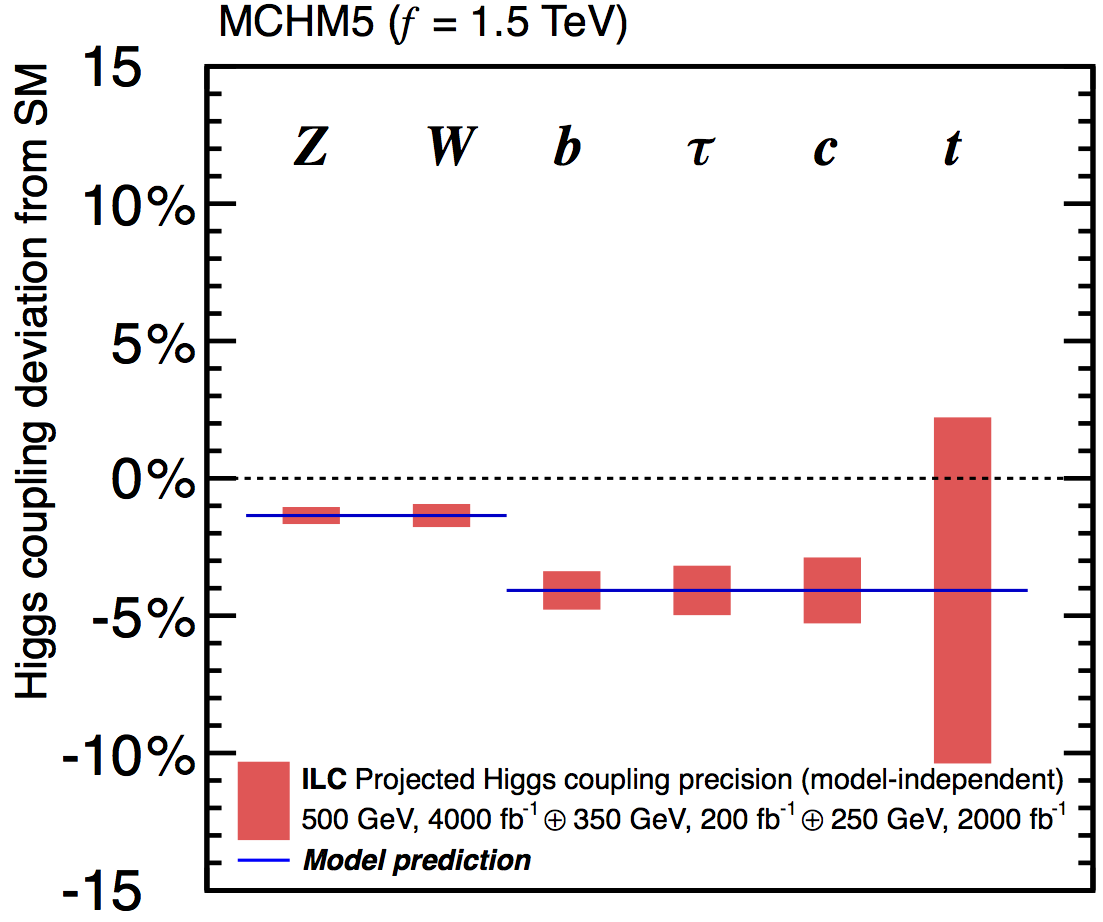 MCHM5 (f = 1.5 TeV)
Higgs coupling deviation from SM
15
10%
5%
0%
-5%
-10%
-15
Z W b τ c t
ILC Projected Higgs coupling precision (model-independent)
500 GeV, 4000 fb⁻¹ ⊕ 350 GeV, 200 fb⁻¹ ⊕ 250 GeV, 2000 fb⁻¹
Model prediction